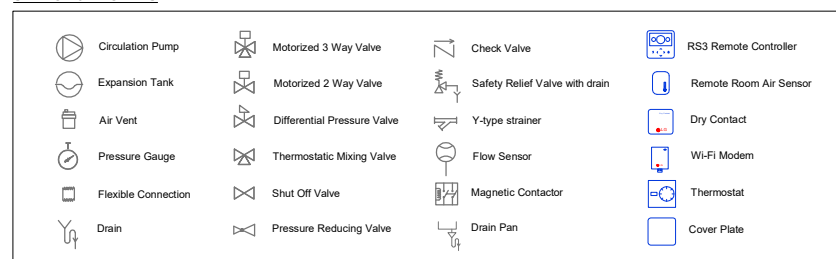 Circulation Pump
Motorized 3 Way Valve
Check Valve
RS3 Remote Controller
Expansion Tank
Motorized 2 Way Valve
Safety Relief Valve with drain
Remote Room Air Sensor
Air Vent
Differential Pressure Valve
Y-type strainer
Dry Contact
Pressure Gauge
Thermostatic Mixing Valve
Flow Sensor
Wi-Fi Modem
Flexible Connection
Shut Off Valve
Magnetic Contactor
Thermostat
Drain
Pressure Reducing Valve
Drain Pan
Cover Plate